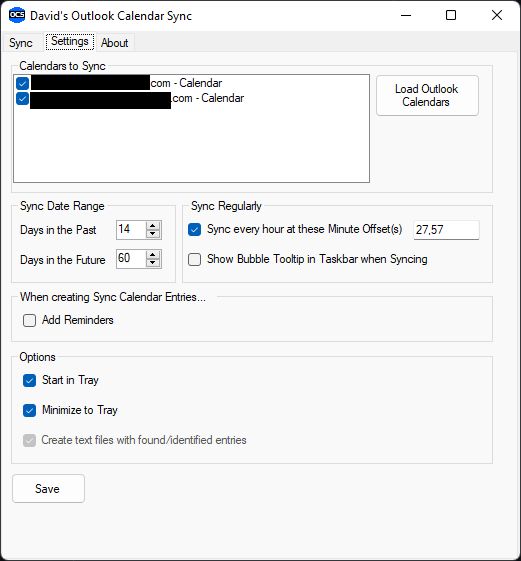 OCS David's Outlook Calendar Sync
Sync Settings About
Calendars to Sync
com - Calendar
.com - Calendar
Load Outlook
Calendars
Sync Date Range
Days in the Past 14
Days in the Future 60
Sync Regularly
Sync every hour at these Minute Offset(s) 27,57
Show Bubble Tooltip in Taskbar when Syncing
When creating Sync Calendar Entries...
Add Reminders
Options
Start in Tray
Minimize to Tray
Create text files with found/identified entries
Save